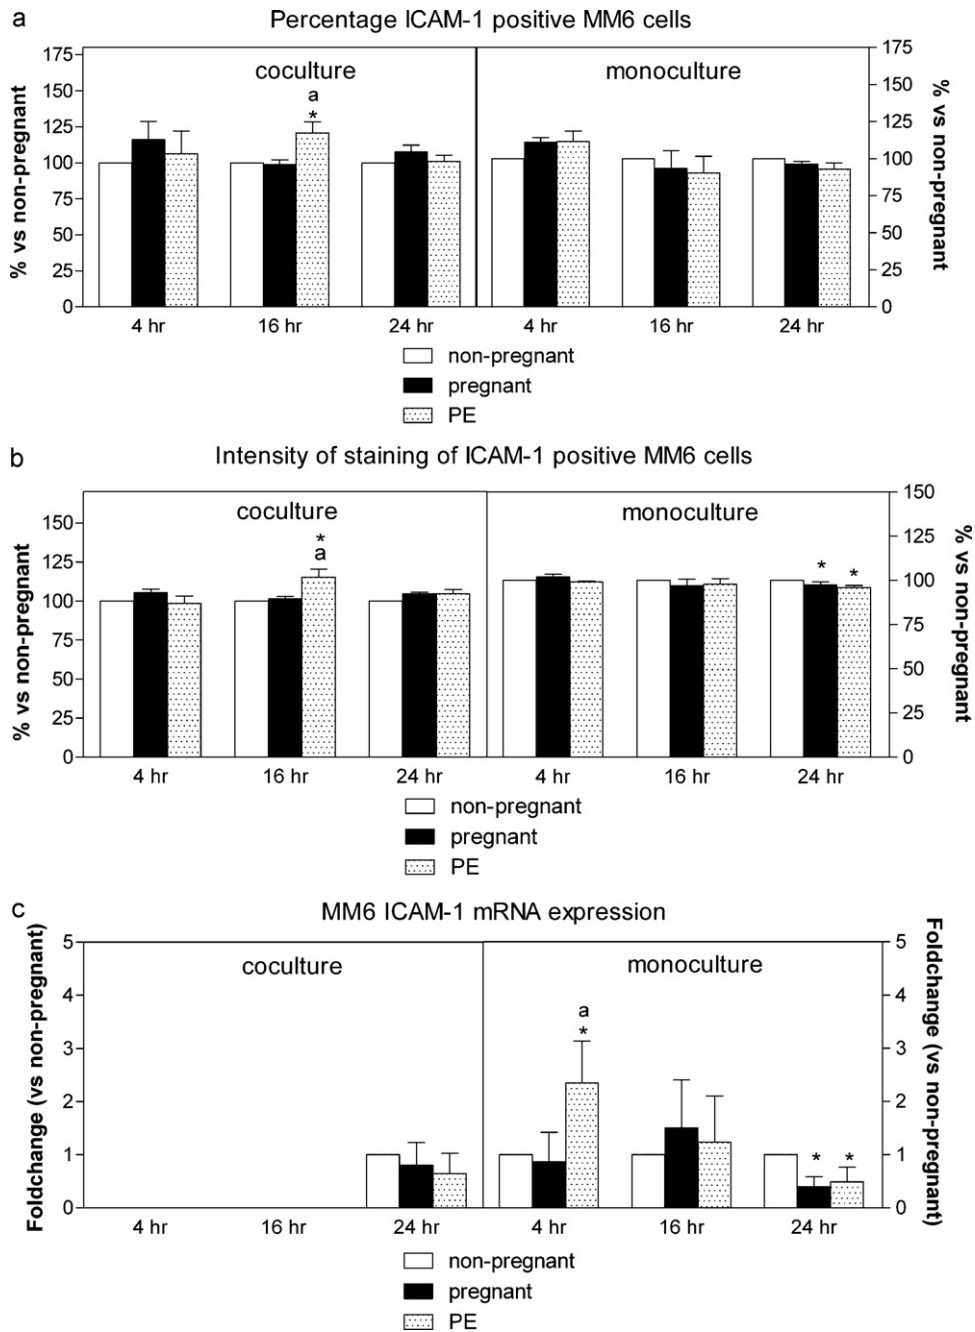 a
Percentage ICAM-1 positive MM6 cells
coculture
monoculture
% vs non-pregnant
175
150
125
100
75
50
25
0
a
*
175
150
125
100
75
50
25
0
% vs non-pregnant
4 hr 16 hr 24 hr 4 hr 16 hr 24 hr
non-pregnant
pregnant
PE
b
Intensity of staining of ICAM-1 positive MM6 cells
coculture
monoculture
% vs non-pregnant
150
125
100
75
50
25
0
*
a
* *
150
125
100
75
50
25
0
% vs non-pregnant
4 hr 16 hr 24 hr 4 hr 16 hr 24 hr
non-pregnant
pregnant
PE
c
MM6 ICAM-1 mRNA expression
coculture
monoculture
Foldchange (vs non-pregnant)
5
4
3
2
1
0
a
*
* *
5
4
3
2
1
0
Foldchange (vs non-pregnant)
4 hr 16 hr 24 hr 4 hr 16 hr 24 hr
non-pregnant
pregnant
PE